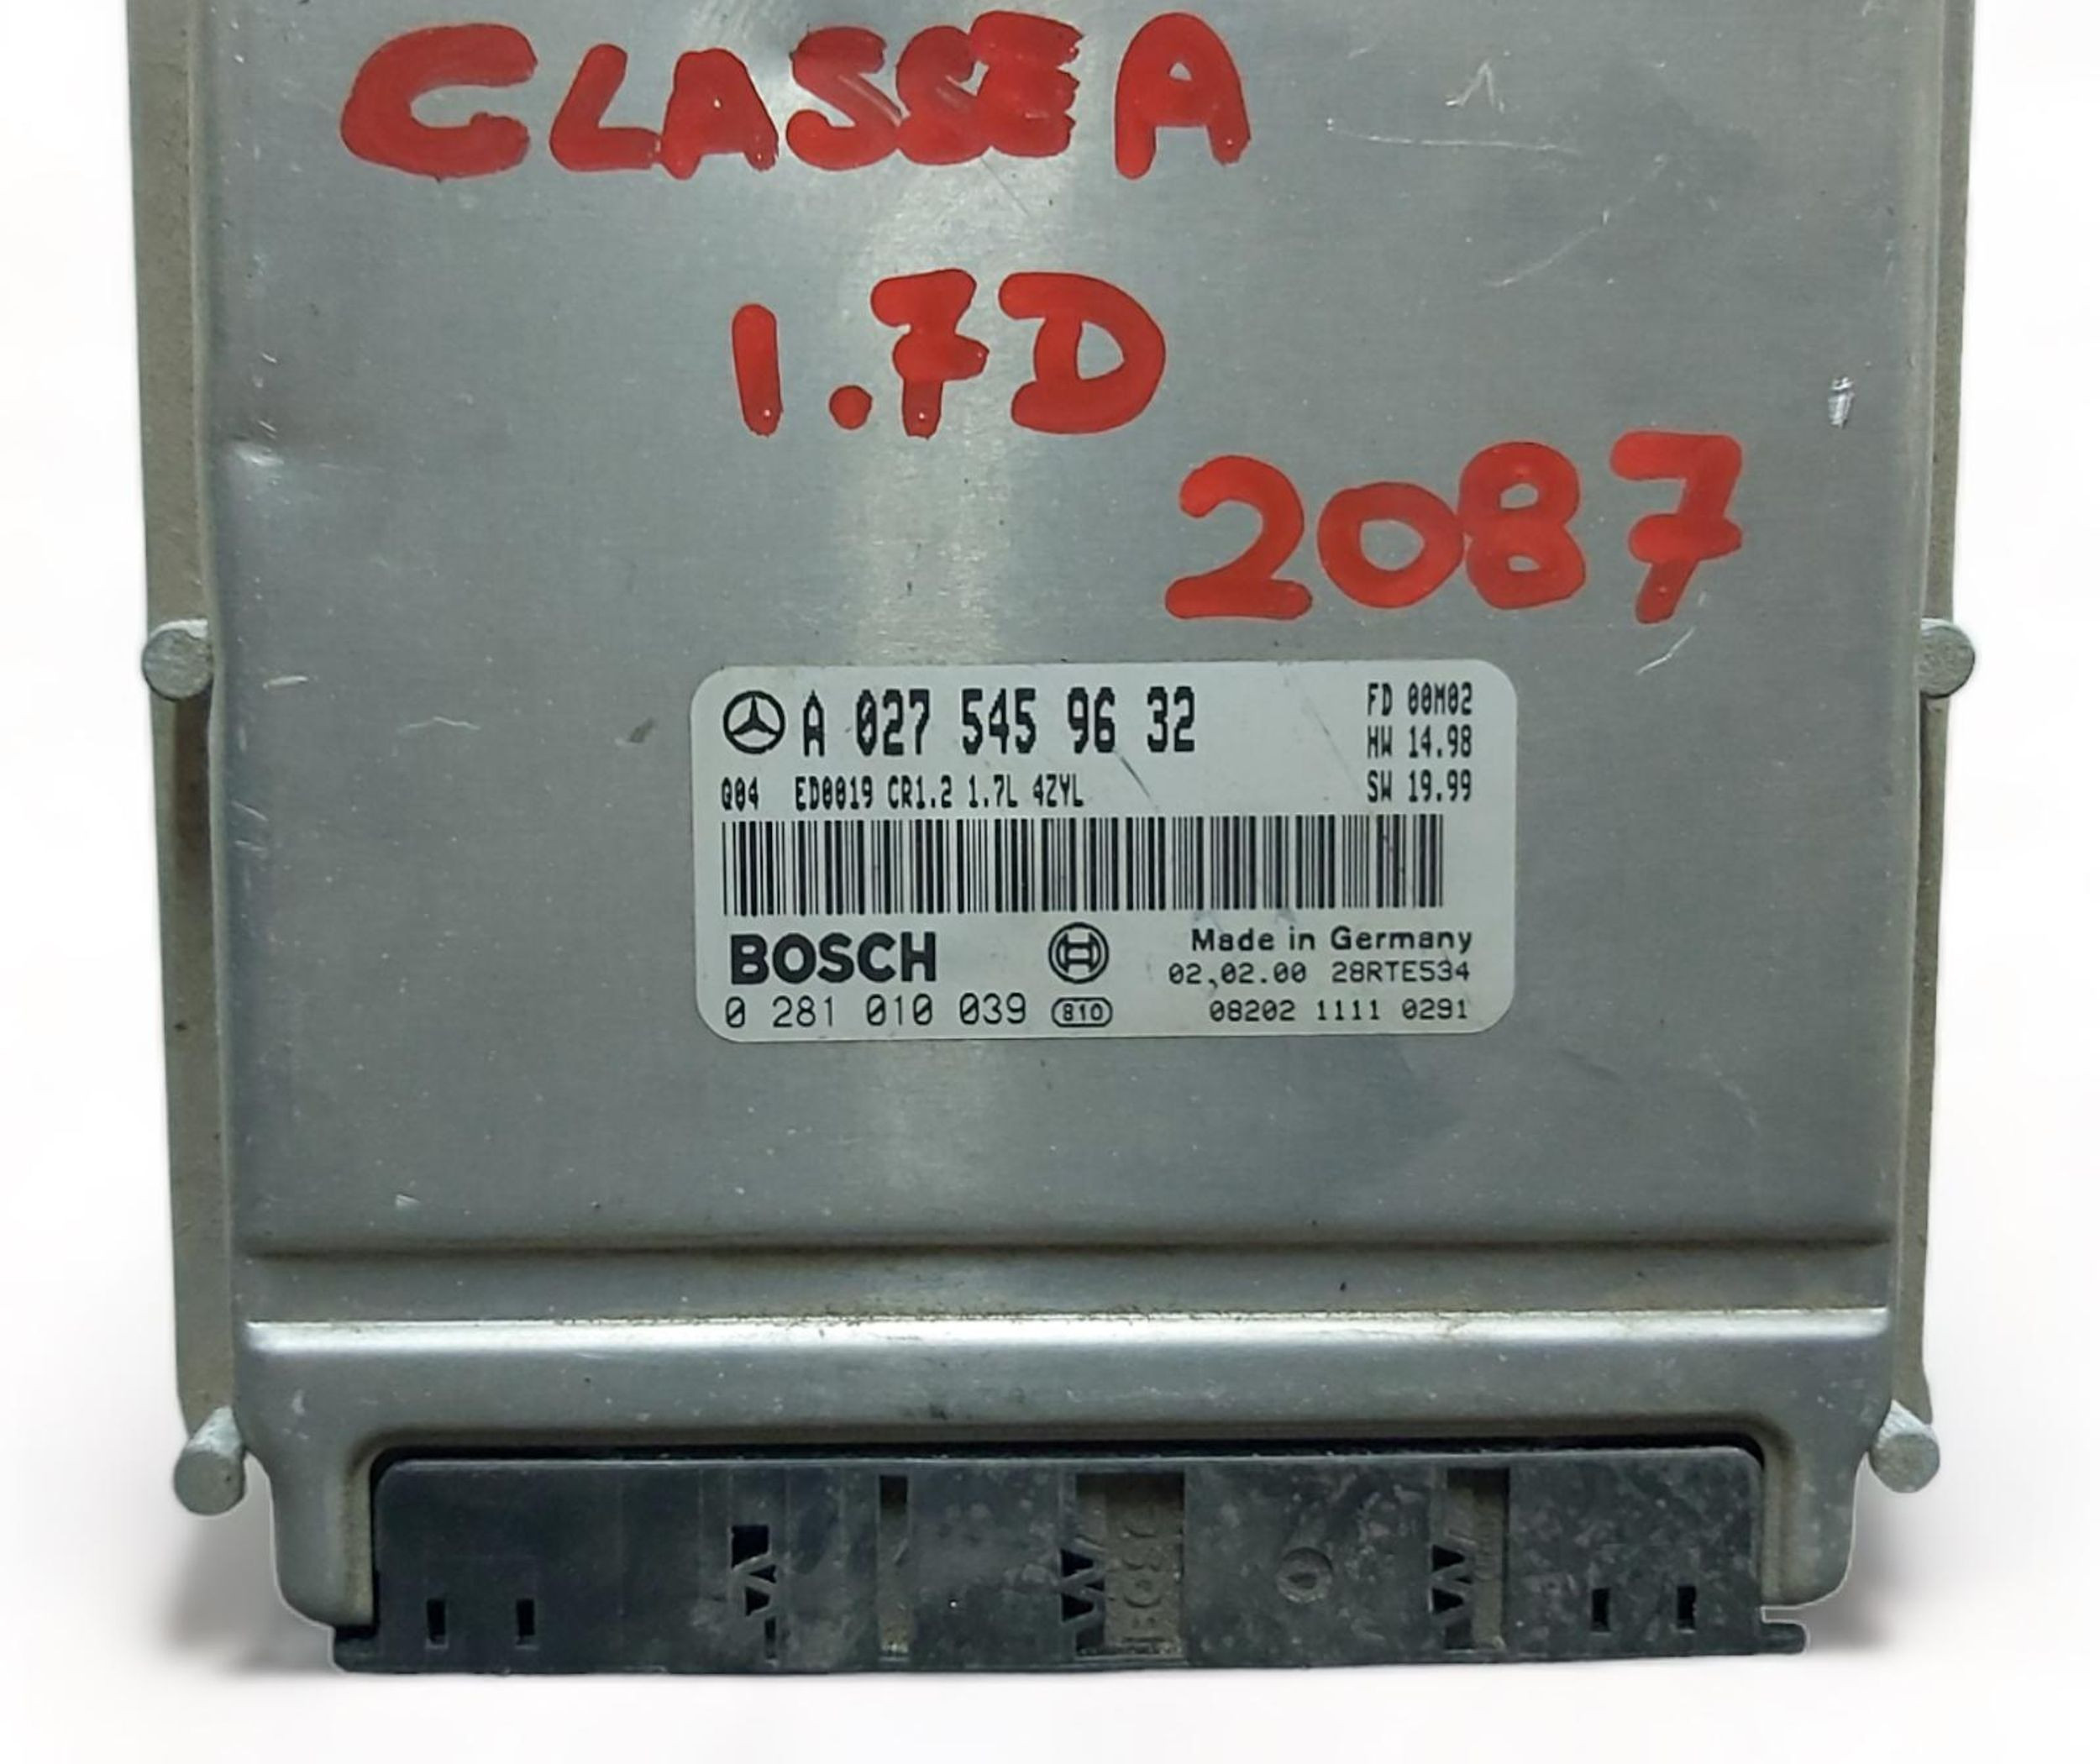 CLASSE A
1.7D
2087
A 027 545 96 32
FD 00M02
HW 14.98
Q04 ED0019 CR1.2 1.7L 4ZYL
SW 19.99
BOSCH
Made in Germany
02,02.00 28RTE534
0 281 010 039 810
08202 1111 0291